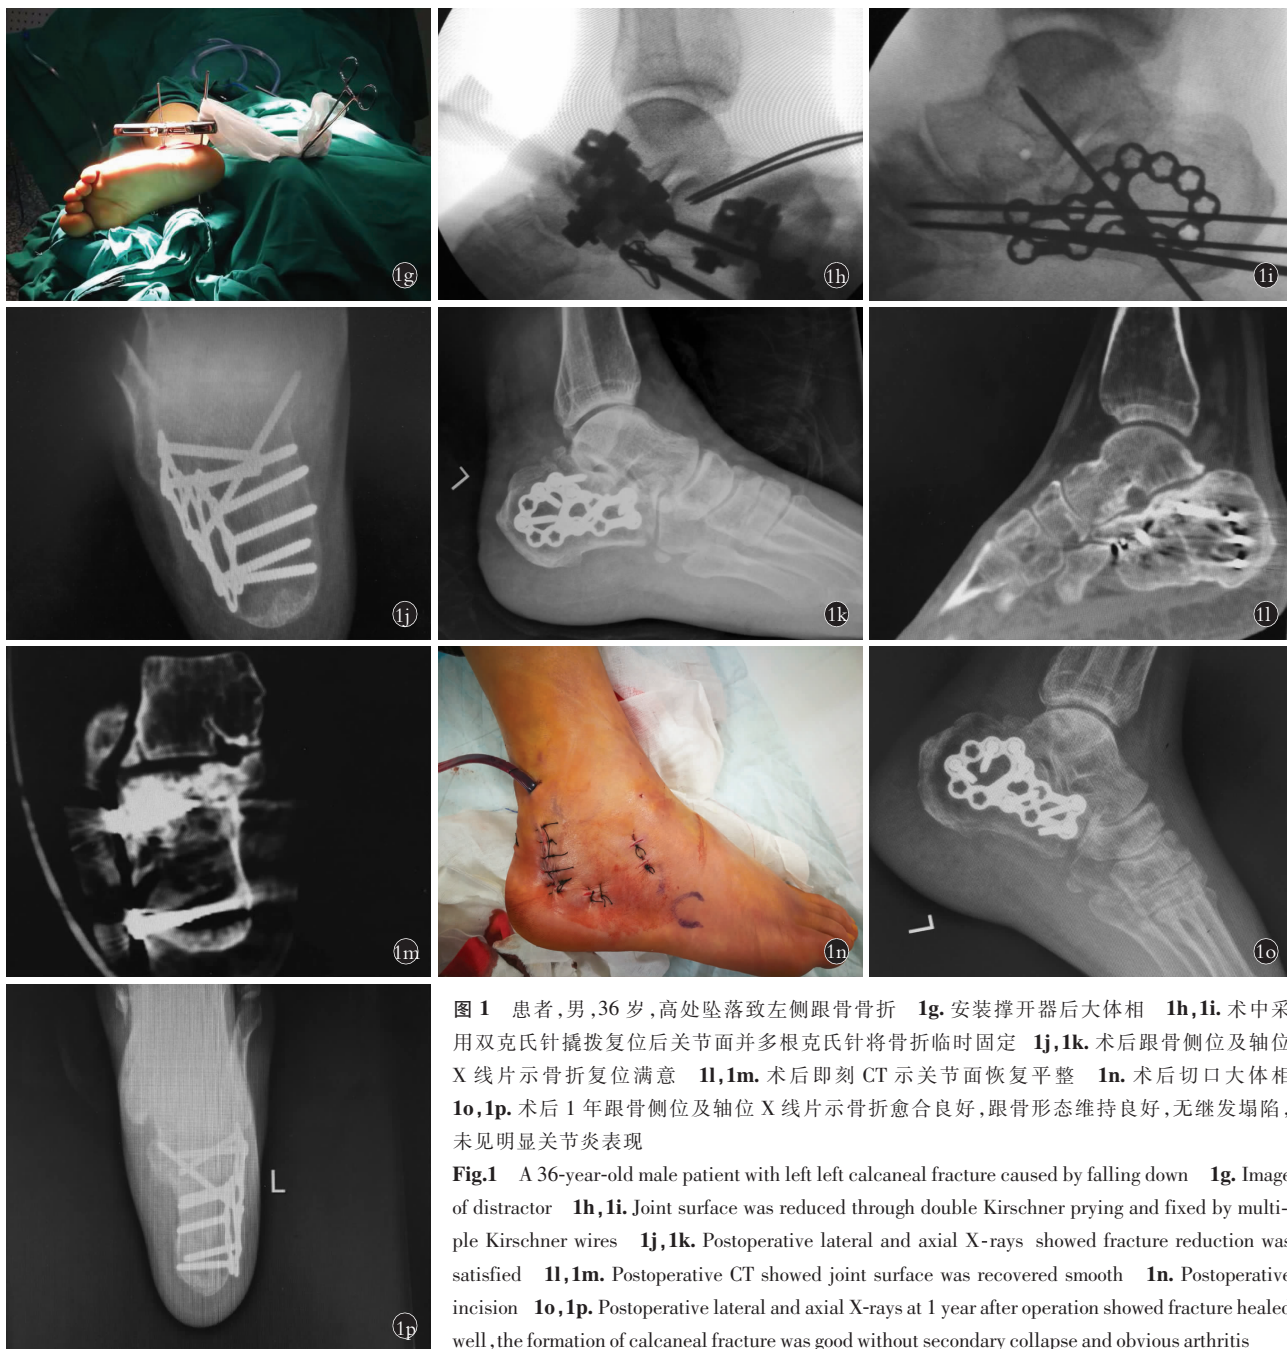 1g
1h
1i
1j
1k
1l
1m
1n
1o
L
L
1p
图 1 患者,男,36 岁,高处坠落致左侧跟骨骨折 1g. 安装撑开器后大体相 1h,1i. 术中采
用双克氏针撬拨复位后关节面并多根克氏针将骨折临时固定 1j,1k. 术后跟骨侧位及轴位
X 线片示骨折复位满意 1l,1m. 术后即刻 CT 示关节面恢复平整 1n. 术后切口大体相
1o,1p. 术后 1 年跟骨侧位及轴位 X 线片示骨折愈合良好,跟骨形态维持良好,无继发塌陷,
未见明显关节炎表现
Fig.1 A 36-year-old male patient with left left calcaneal fracture caused by falling down 1g. Image
of distractor 1h,1i. Joint surface was reduced through double Kirschner prying and fixed by multi-
ple Kirschner wires 1j,1k. Postoperative lateral and axial X-rays showed fracture reduction was
satisfied 1l,1m. Postoperative CT showed joint surface was recovered smooth 1n. Postoperative
incision 1o,1p. Postoperative lateral and axial X-rays at 1 year after operation showed fracture healed
well,the formation of calcaneal fracture was good without secondary collapse and obvious arthritis